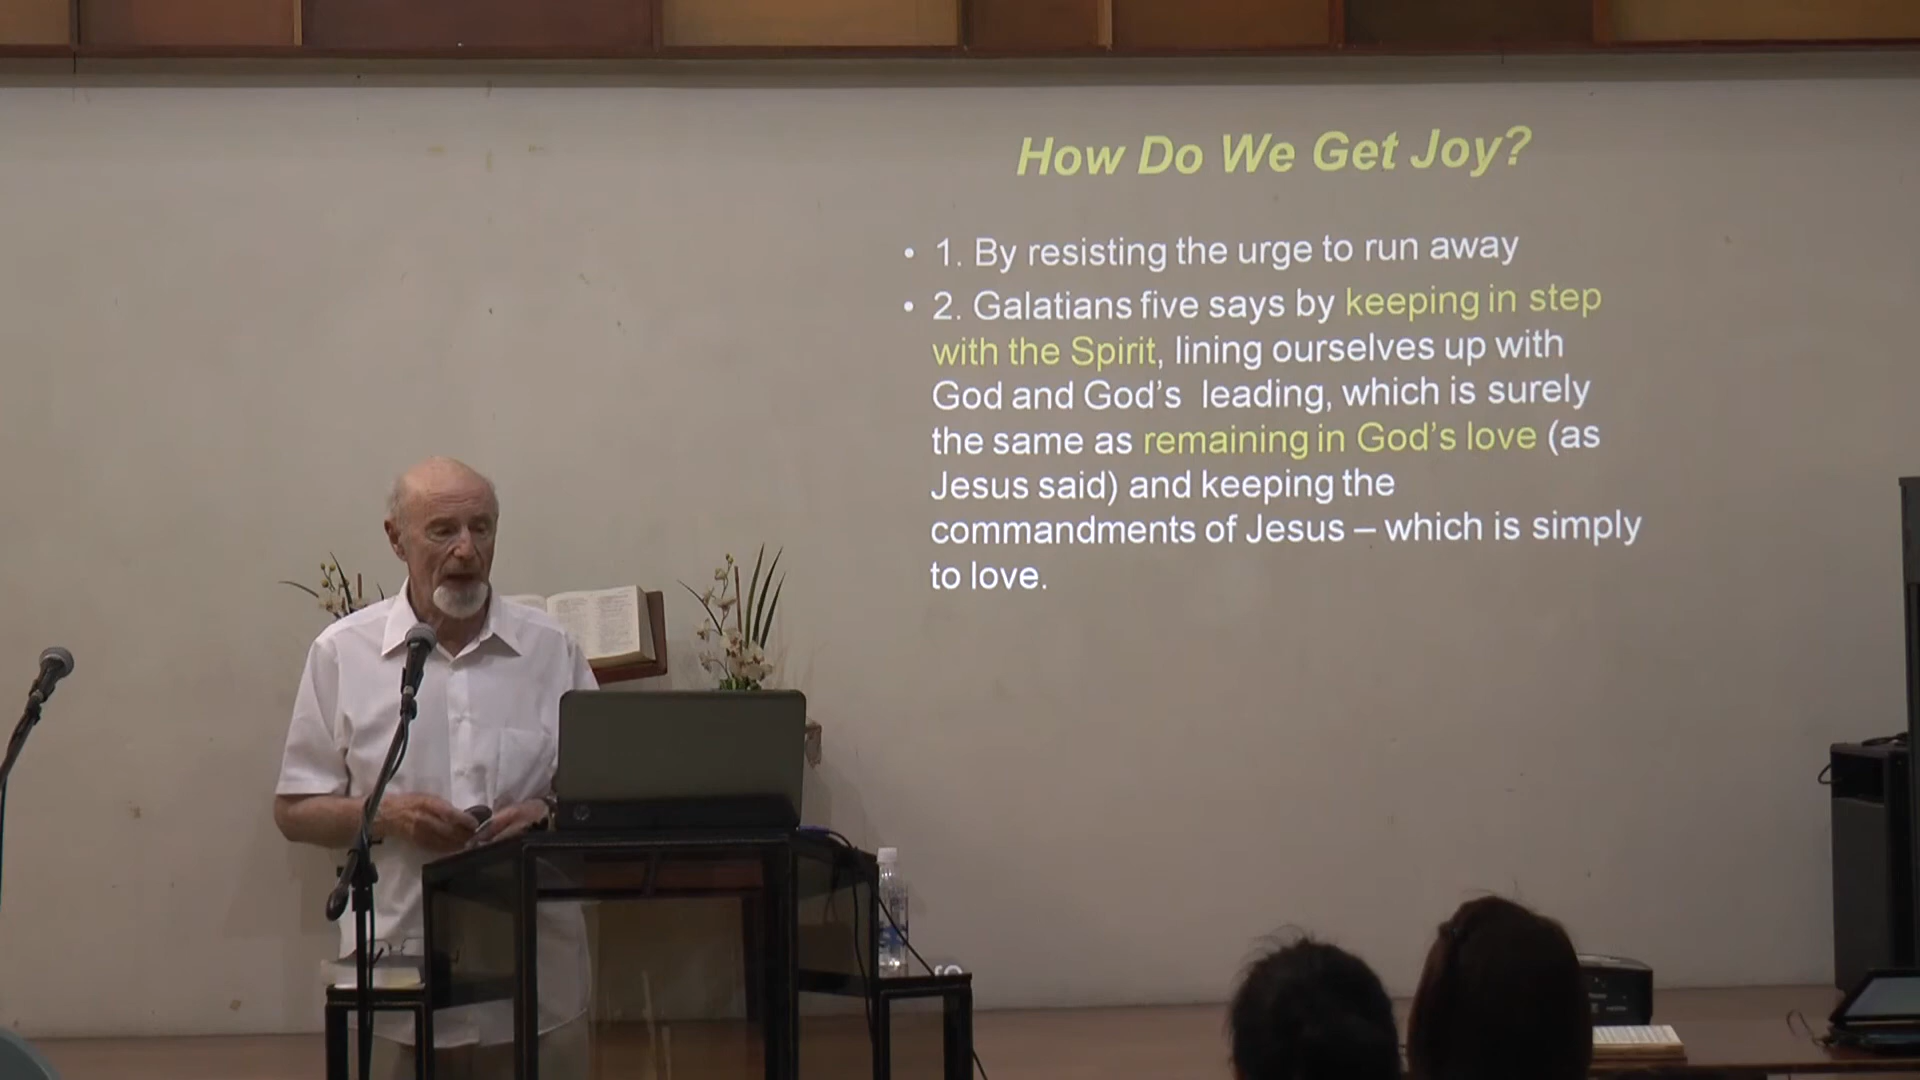 How Do We Get Joy?
• 1. By resisting the urge to run away
• 2. Galatians five says by keeping in step
with the Spirit, lining ourselves up with
God and God's leading, which is surely
the same as remaining in God's love (as
Jesus said) and keeping the
commandments of Jesus – which is simply
to love.